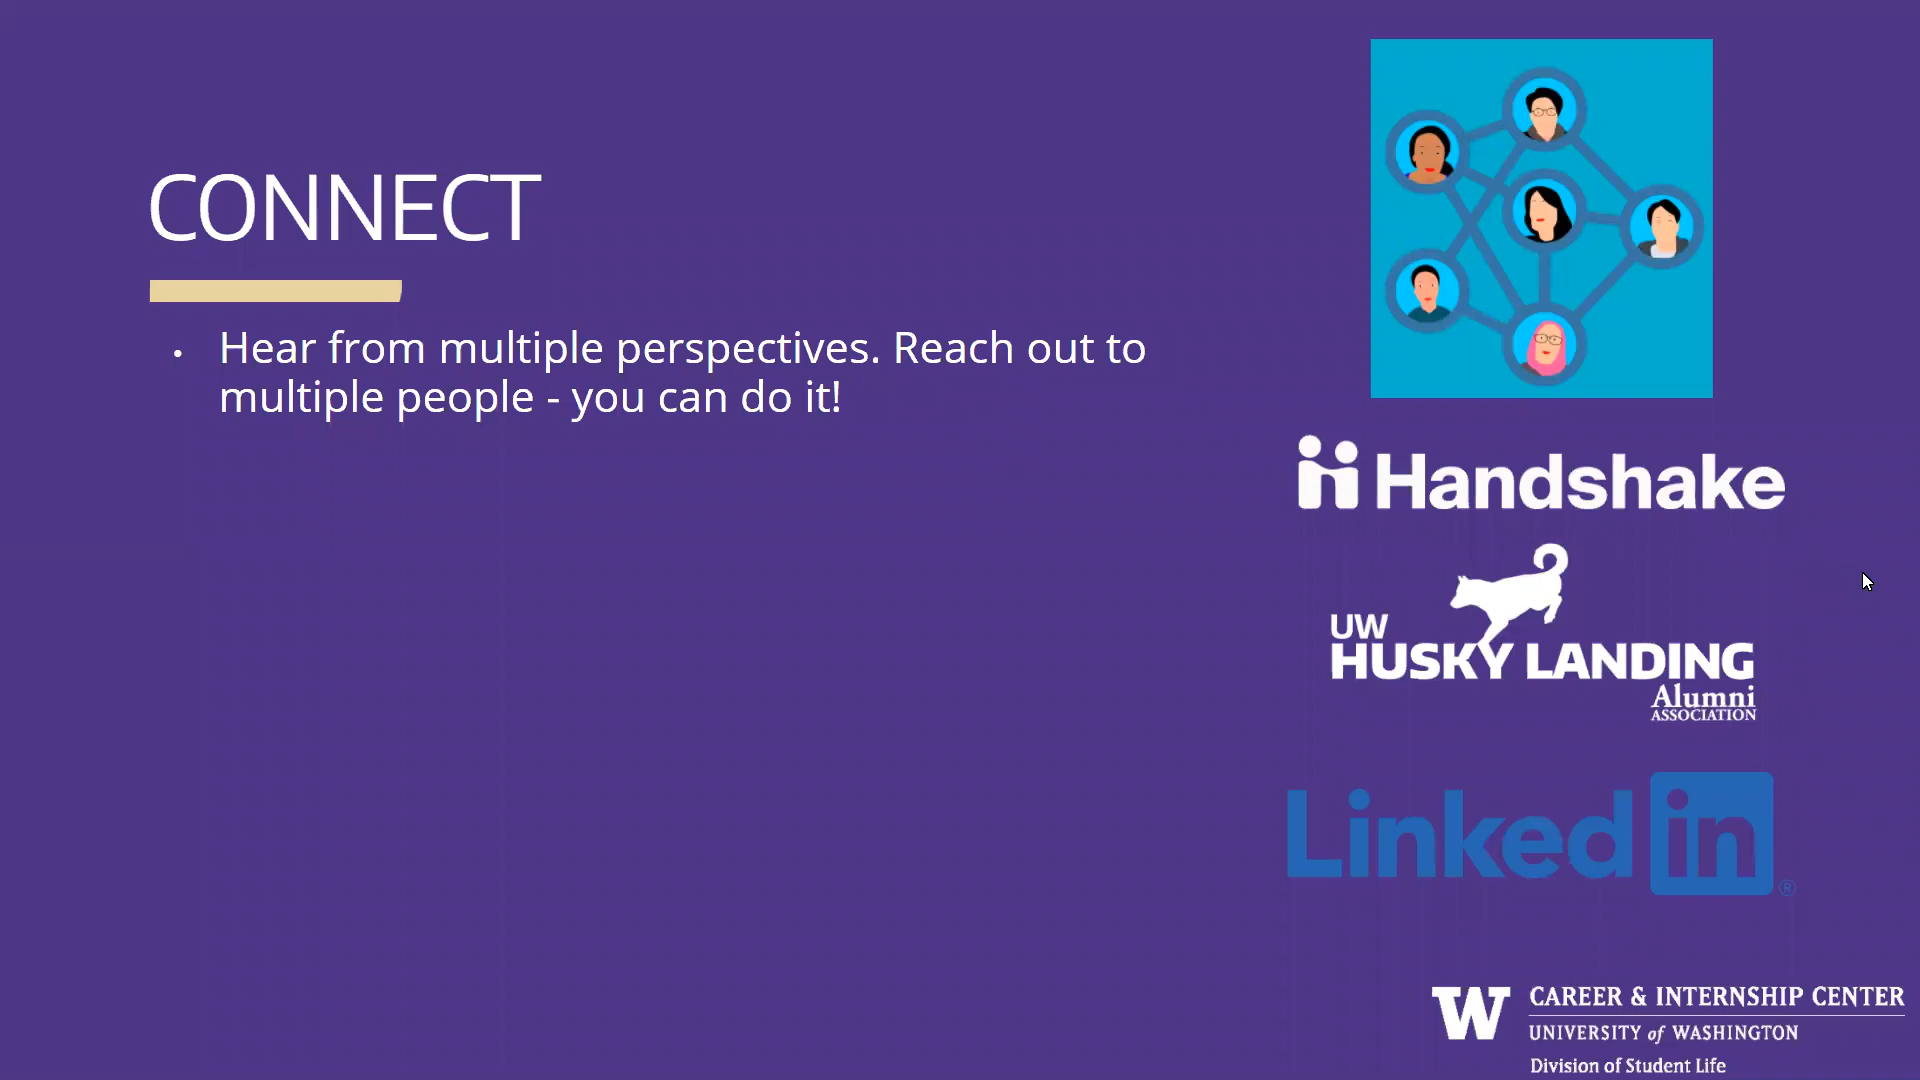 CONNECT
• Hear from multiple perspectives. Reach out to
multiple people - you can do it!
Handshake
UW
HUSKY LANDING
Alumni
ASSOCIATION
Linked in ®
W CAREER & INTERNSHIP CENTER
UNIVERSITY of WASHINGTON
Division of Student Life